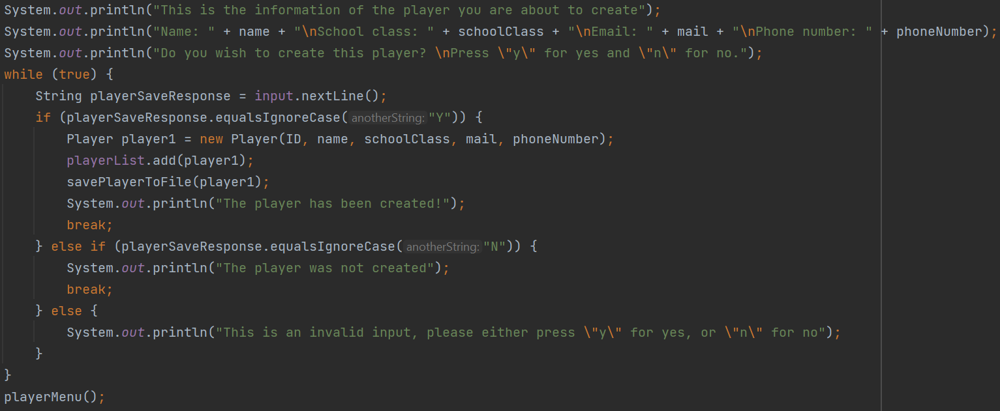 System.out.println("This is the information of the player you are about to create");
System.out.println("Name: " + name + "\nSchool class: " + schoolClass + "\nEmail: " + mail + "\nPhone number: " + phoneNumber);
System.out.println("Do you wish to create this player? \nPress \"y\" for yes and \"n\" for no.");
while (true) {
    String playerSaveResponse = input.nextLine();
    if (playerSaveResponse.equalsIgnoreCase( anotherString: "Y")) {
        Player player1 = new Player(ID, name, schoolClass, mail, phoneNumber);
        playerList.add(player1);
        savePlayerToFile(player1);
        System.out.println("The player has been created!");
        break;
    } else if (playerSaveResponse.equalsIgnoreCase( anotherString: "N")) {
        System.out.println("The player was not created");
        break;
    } else {
        System.out.println("This is an invalid input, please either press \"y\" for yes, or \"n\" for no");
    }
}
playerMenu();